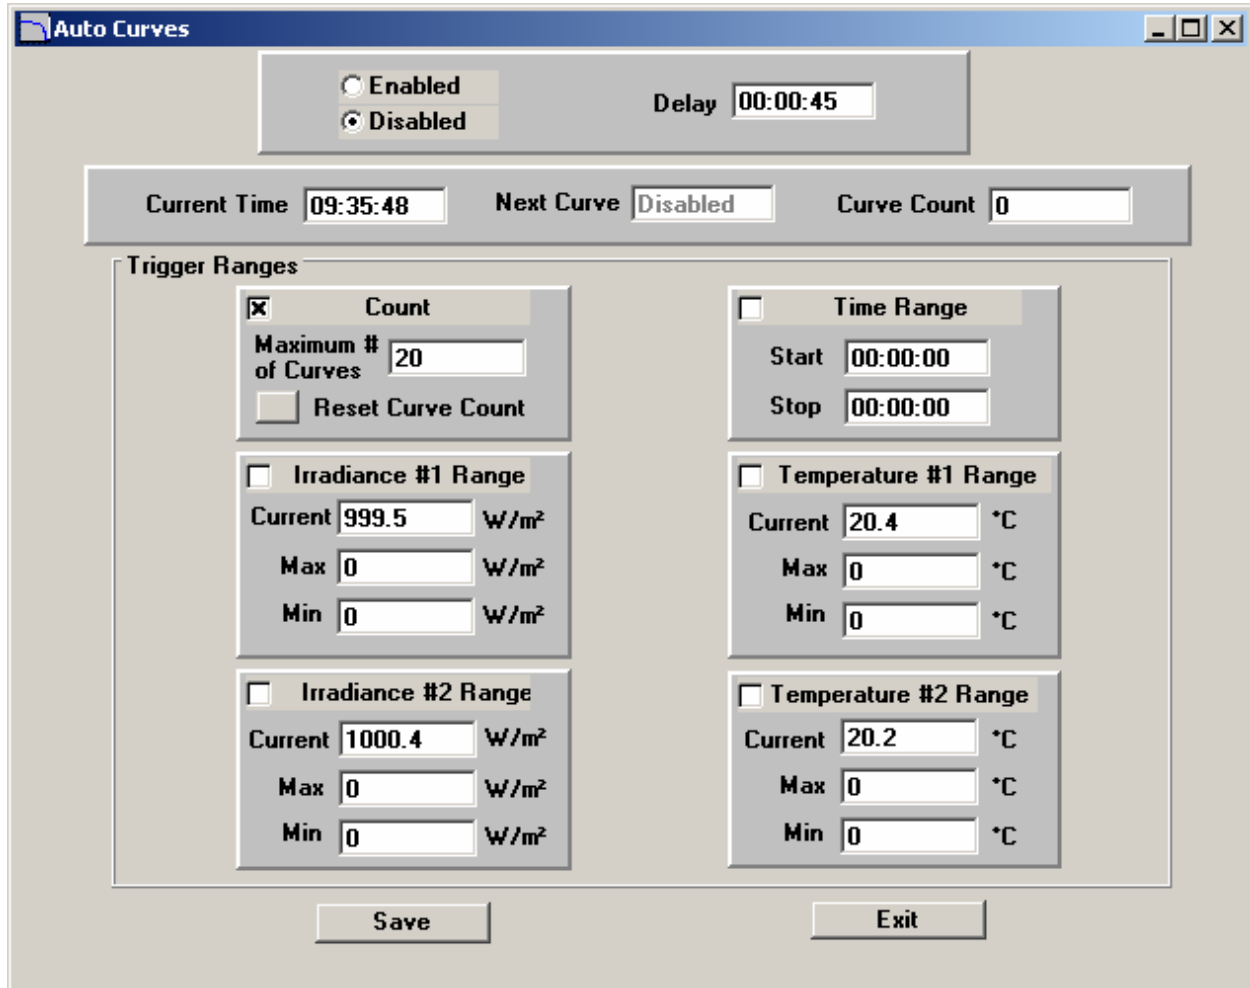 Auto Curves
Enabled
Disabled
Delay 00:00:45
Current Time 09:35:48 Next Curve Disabled Curve Count 0
Trigger Ranges
Count
Maximum # of Curves 20
Reset Curve Count
Time Range
Start 00:00:00
Stop 00:00:00
Irradiance #1 Range
Current 999.5 W/m²
Max 0 W/m²
Min 0 W/m²
Temperature #1 Range
Current 20.4 °C
Max 0 °C
Min 0 °C
Irradiance #2 Range
Current 1000.4 W/m²
Max 0 W/m²
Min 0 W/m²
Temperature #2 Range
Current 20.2 °C
Max 0 °C
Min 0 °C
Save
Exit